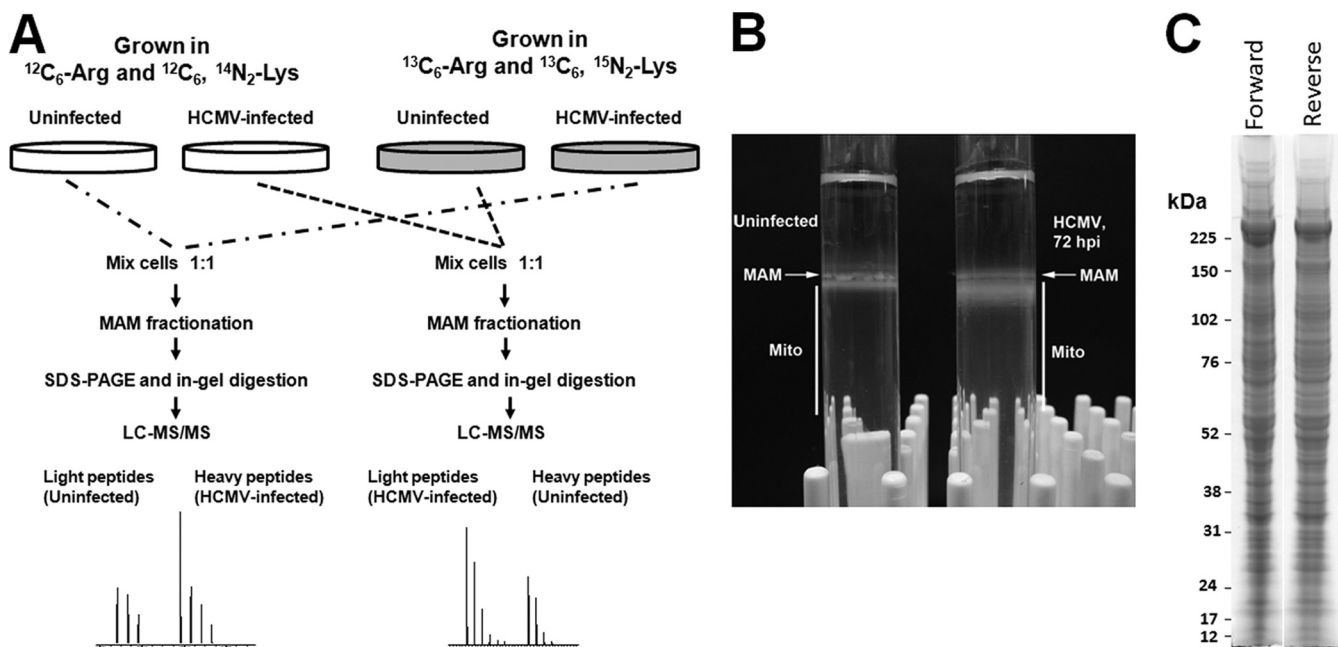 A
Grown in
¹²C₆-Arg and ¹²C₆, ¹⁴N₂-Lys
Grown in
¹³C₆-Arg and ¹³C₆, ¹⁵N₂-Lys
Uninfected
HCMV-infected
Uninfected
HCMV-infected
Mix cells 1:1
Mix cells 1:1
MAM fractionation
MAM fractionation
SDS-PAGE and in-gel digestion
SDS-PAGE and in-gel digestion
LC-MS/MS
LC-MS/MS
Light peptides
(Uninfected)
Heavy peptides
(HCMV-infected)
Light peptides
(HCMV-infected)
Heavy peptides
(Uninfected)
B
Uninfected
HCMV,
72 hpi
MAM
MAM
Mito
Mito
C
Forward
Reverse
kDa
225
150
102
76
52
38
31
24
17
12